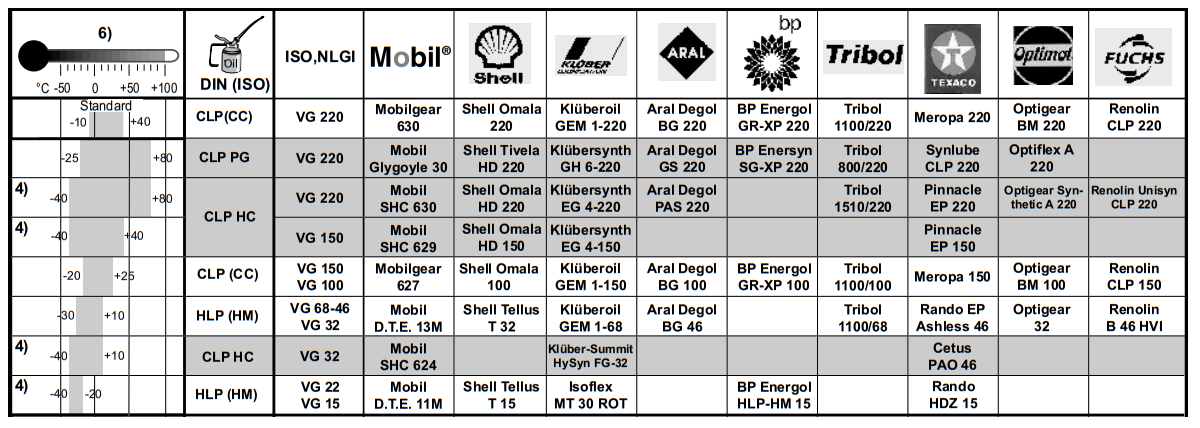 6)
°C -50 0 +50 +100
Oil
DIN (ISO)
ISO,NLGI
Mobil®
Shell
KLÜBER
ARAL
bp
Tribol
TEXACO
Optimol
FUCHS
Standard
-10 +40
CLP(CC)
VG 220
Mobilgear
630
Shell Omala
220
Klüberoil
GEM 1-220
Aral Degol
BG 220
BP Energol
GR-XP 220
Tribol
1100/220
Meropa 220
Optigear
BM 220
Renolin
CLP 220
-25 +80
CLP PG
VG 220
Mobil
Glygoyle 30
Shell Tivela
HD 220
Klübersynth
GH 6-220
Aral Degol
GS 220
BP Enersyn
SG-XP 220
Tribol
800/220
Synlube
CLP 220
Optiflex A
220
4) -40 +80
CLP HC
VG 220
Mobil
SHC 630
Shell Omala
HD 220
Klübersynth
EG 4-220
Aral Degol
PAS 220
Tribol
1510/220
Pinnacle
EP 220
Optigear Syn-
thetic A 220
Renolin Unisyn
CLP 220
4) -40 +40
VG 150
Mobil
SHC 629
Shell Omala
HD 150
Klübersynth
EG 4-150
Pinnacle
EP 150
-20 +25
CLP (CC)
VG 150
VG 100
Mobilgear
627
Shell Omala
100
Klüberoil
GEM 1-150
Aral Degol
BG 100
BP Energol
GR-XP 100
Tribol
1100/100
Meropa 150
Optigear
BM 100
Renolin
CLP 150
-30 +10
HLP (HM)
VG 68-46
VG 32
Mobil
D.T.E. 13M
Shell Tellus
T 32
Klüberoil
GEM 1-68
Aral Degol
BG 46
Tribol
1100/68
Rando EP
Ashless 46
Optigear
32
Renolin
B 46 HVI
4) -40 +10
CLP HC
VG 32
Mobil
SHC 624
Klüber-Summit
HySyn FG-32
Cetus
PAO 46
4) -40 -20
HLP (HM)
VG 22
VG 15
Mobil
D.T.E. 11M
Shell Tellus
T 15
Isoflex
MT 30 ROT
BP Energol
HLP-HM 15
Rando
HDZ 15